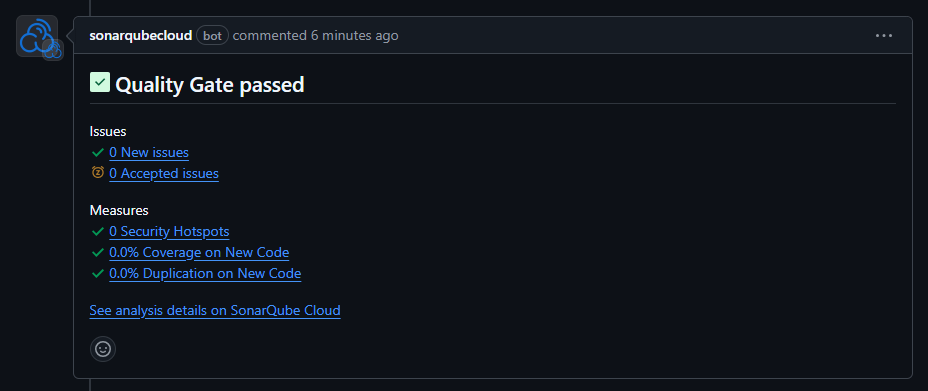 sonarqubecloud bot commented 6 minutes ago
Quality Gate passed
Issues
0 New issues
0 Accepted issues
Measures
0 Security Hotspots
0.0% Coverage on New Code
0.0% Duplication on New Code
See analysis details on SonarQube Cloud